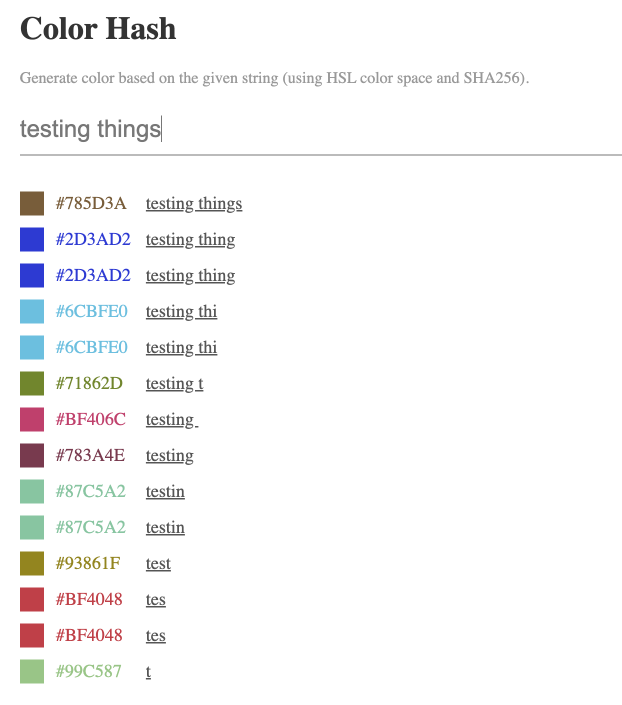 Color Hash
Generate color based on the given string (using HSL color space and SHA256).
testing things
#785D3A testing things
#2D3AD2 testing thing
#2D3AD2 testing thing
#6CBFE0 testing thi
#6CBFE0 testing thi
#71862D testing t
#BF406C testing
#783A4E testing
#87C5A2 testin
#87C5A2 testin
#93861F test
#BF4048 tes
#BF4048 tes
#99C587 t